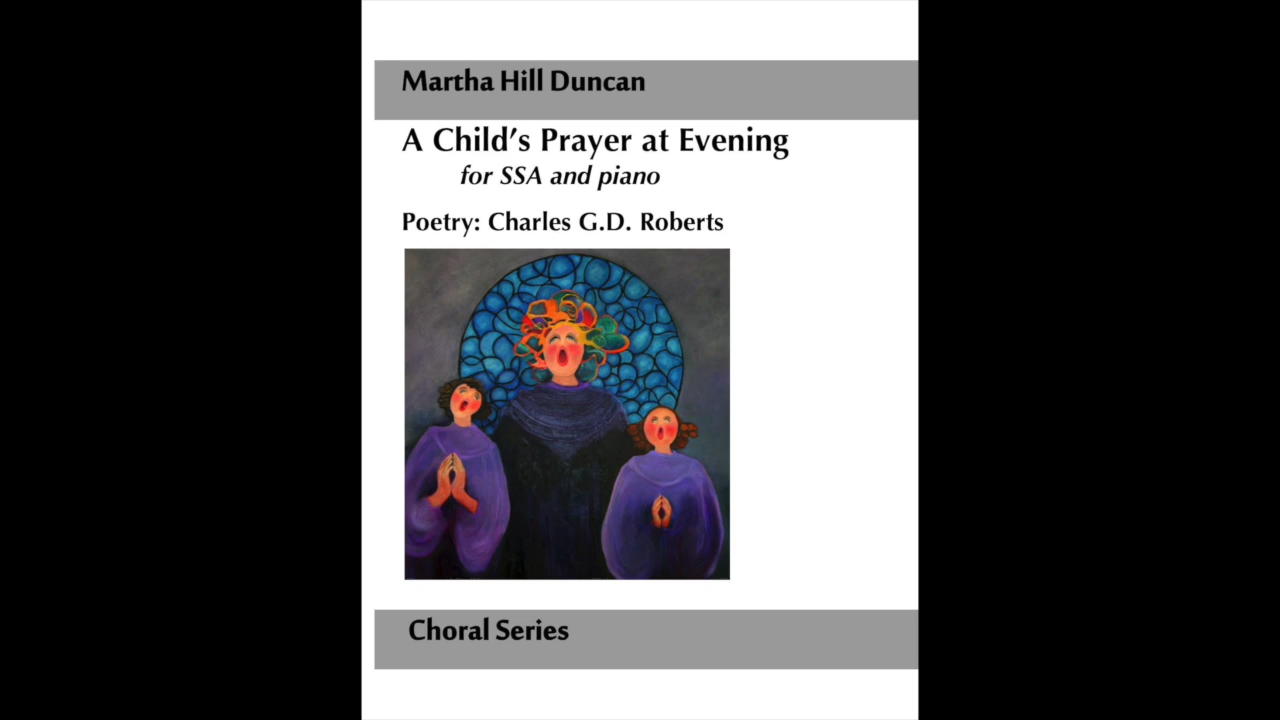 Martha Hill Duncan
A Child's Prayer at Evening
for SSA and piano
Poetry: Charles G.D. Roberts
Choral Series